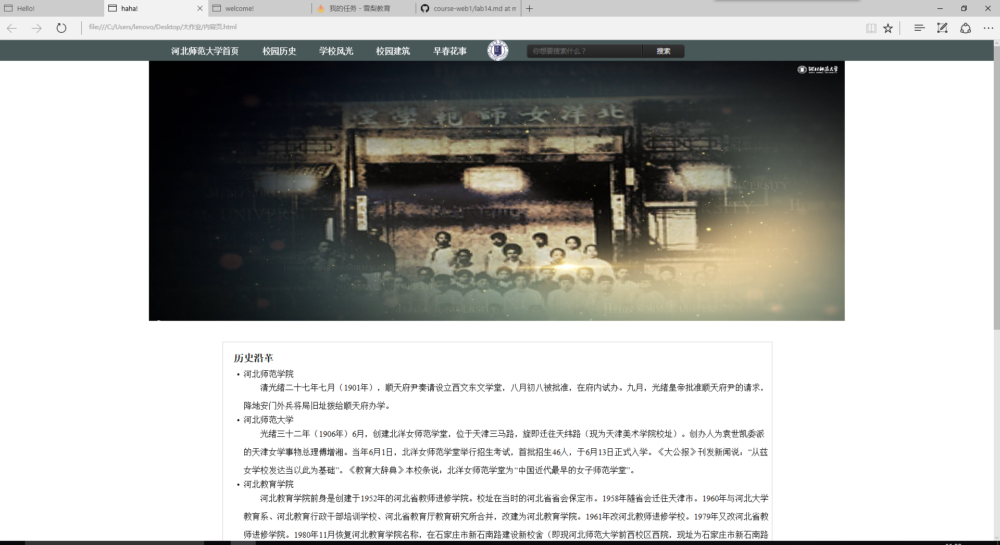 Hello!
haha!
welcome!
我的任务 - 雪梨教育
course-web1/lab14.md at m
file:///C:/Users/lenovo/Desktop/大作业/内容页.html
河北师范大学首页 校园历史 学校风光 校园建筑 早春花事 你想要搜索什么？ 搜索
河北师范大学
HEBEI NORMAL UNIVERSITY
堂學範師女洋北
UNIVERSITY
NORMAL UNIVERSITY
HEBEI NORMAL UNIVERSITY
历史沿革
• 河北师范学院
清光绪二十七年七月（1901年），顺天府尹奏请设立西文东文学堂，八月初八被批准，在府内试办。九月，光绪皇帝批准顺天府尹的请求，
降地安门外兵将局旧址拨给顺天府办学。
• 河北师范大学
光绪三十二年（1906年）6月，创建北洋女师范学堂，位于天津三马路，旋即迁往天纬路（现为天津美术学院校址）。创办人为袁世凯委派
的天津女学事物总理傅增湘。当年6月1日，北洋女师范学堂举行招生考试，首批招生46人，于6月13日正式入学。《大公报》刊发新闻说：“从兹
女学校发达当以此为基础”。《教育大辞典》本校条说：北洋女师范学堂为“中国近代最早的女子师范学堂”。
• 河北教育学院
河北教育学院前身是创建于1952年的河北省教师进修学院。校址在当时的河北省省会保定市。1958年随省会迁往天津市。1960年与河北大学
教育系、河北教育行政干部培训学校、河北省教育厅教育研究所合并，改建为河北教育学院。1961年改河北教师进修学校。1979年又改河北省教
师进修学院。1980年11月恢复河北教育学院名称，在石家庄市新石南路建设新校舍（即现河北师范大学前西校区西院，现址为石家庄市新石南路